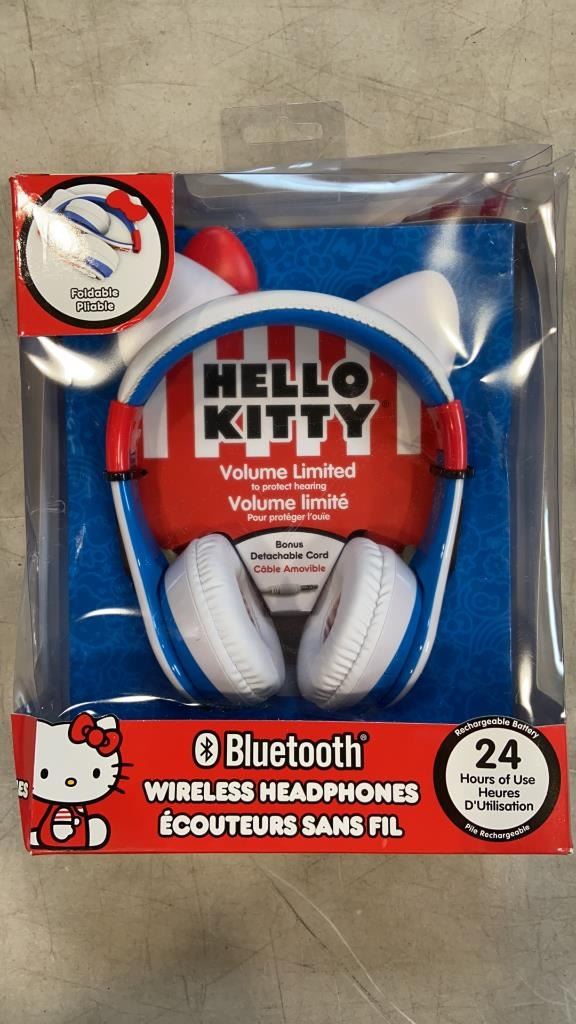 Foldable
Pliable
HELLO
KITTY®
Volume Limited
to protect hearing
Volume limité
Pour protéger l'ouïe
Bonus
Detachable Cord
Câble Amovible
Bluetooth®
WIRELESS HEADPHONES
ÉCOUTEURS SANS FIL
Rechargeable Battery
24
Hours of Use
Heures
D'Utilisation
Pile Rechargeable
ES